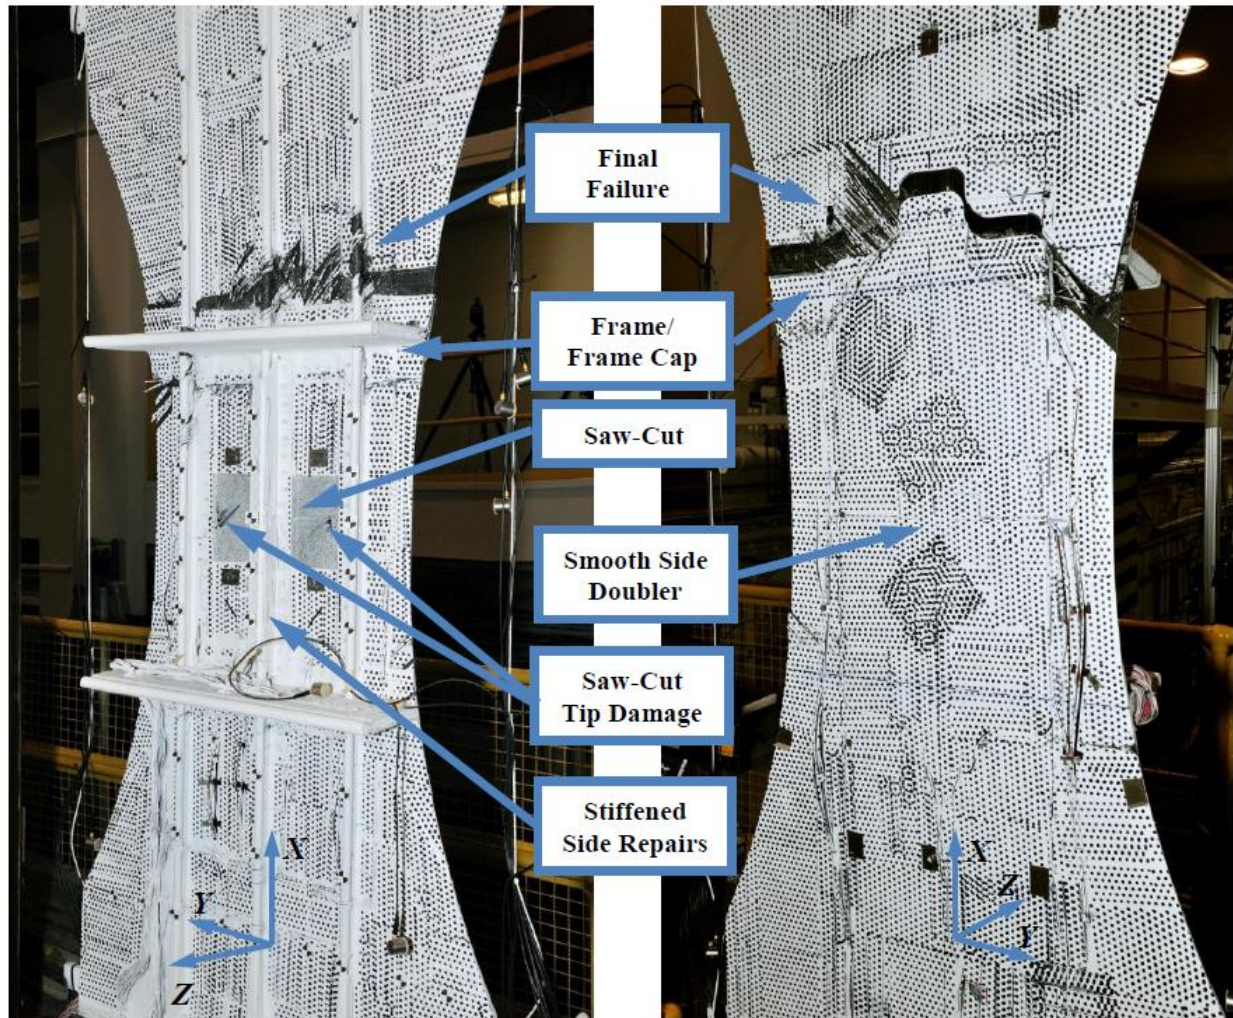 Final
Failure
Frame/
Frame Cap
Saw-Cut
Smooth Side
Doubler
Saw-Cut
Tip Damage
Stiffened
Side Repairs
X
Y
Z
X
Z
Y